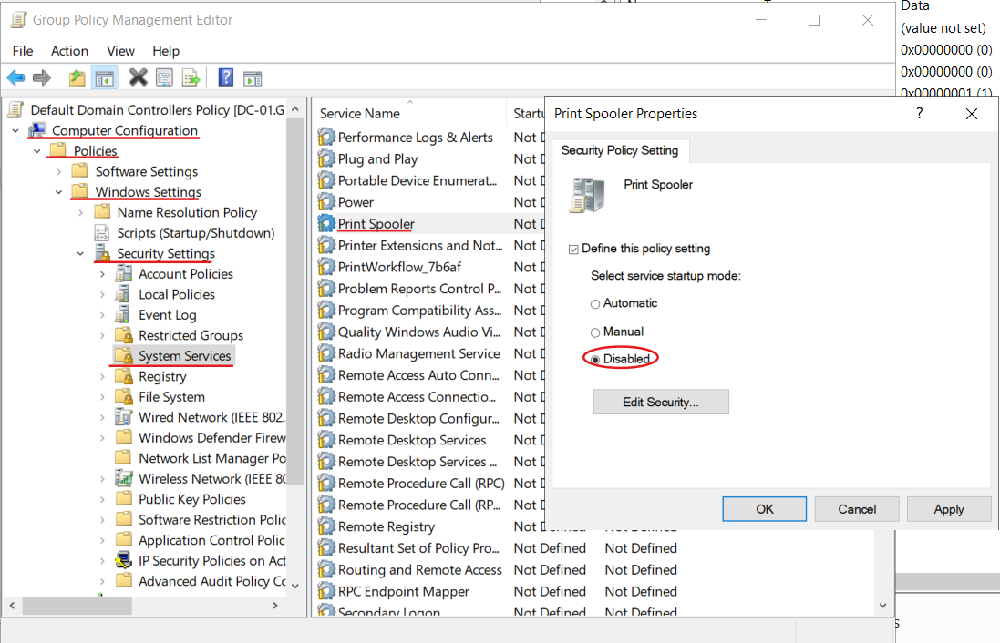 Group Policy Management Editor
File Action View Help
Default Domain Controllers Policy [DC-01.G
Computer Configuration
Policies
Software Settings
Windows Settings
Name Resolution Policy
Scripts (Startup/Shutdown)
Security Settings
Account Policies
Local Policies
Event Log
Restricted Groups
System Services
Registry
File System
Wired Network (IEEE 802.
Windows Defender Firew
Network List Manager Po
Wireless Network (IEEE 80
Public Key Policies
Software Restriction Polic
Application Control Polic
IP Security Policies on Act
Advanced Audit Policy Co
Service Name Startu
Performance Logs & Alerts Not D
Plug and Play Not D
Portable Device Enumerat... Not D
Power Not D
Print Spooler Not D
Printer Extensions and Not... Not D
PrintWorkflow_7b6af Not D
Problem Reports Control P... Not D
Program Compatibility Ass... Not D
Quality Windows Audio Vi... Not D
Radio Management Service Not D
Remote Access Auto Conn... Not D
Remote Access Connectio... Not D
Remote Desktop Configur... Not D
Remote Desktop Services Not D
Remote Desktop Services ... Not D
Remote Procedure Call (RPC) Not D
Remote Procedure Call (RP... Not D
Remote Registry Not Defined Not Defined
Resultant Set of Policy Pro... Not Defined Not Defined
Routing and Remote Access Not Defined Not Defined
RPC Endpoint Mapper Not Defined Not Defined
Secondary Logon Not Defined Not Defined
Data
(value not set)
0x00000000 (0)
0x00000000 (0)
0x00000001 (1)
Print Spooler Properties
?
Security Policy Setting
Print Spooler
Define this policy setting
Select service startup mode:
Automatic
Manual
Disabled
Edit Security...
OK Cancel Apply
s